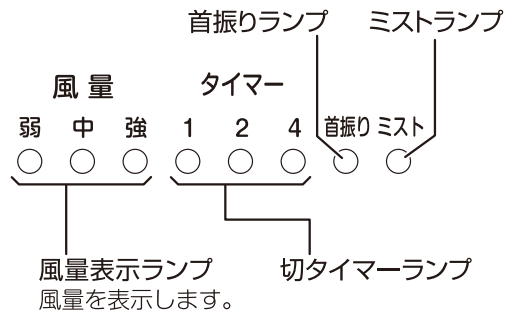 首振りランプ ミストランプ
風量 タイマー
弱 中 強 1 2 4 首振り ミスト
風量表示ランプ 切タイマーランプ
風量を表示します。